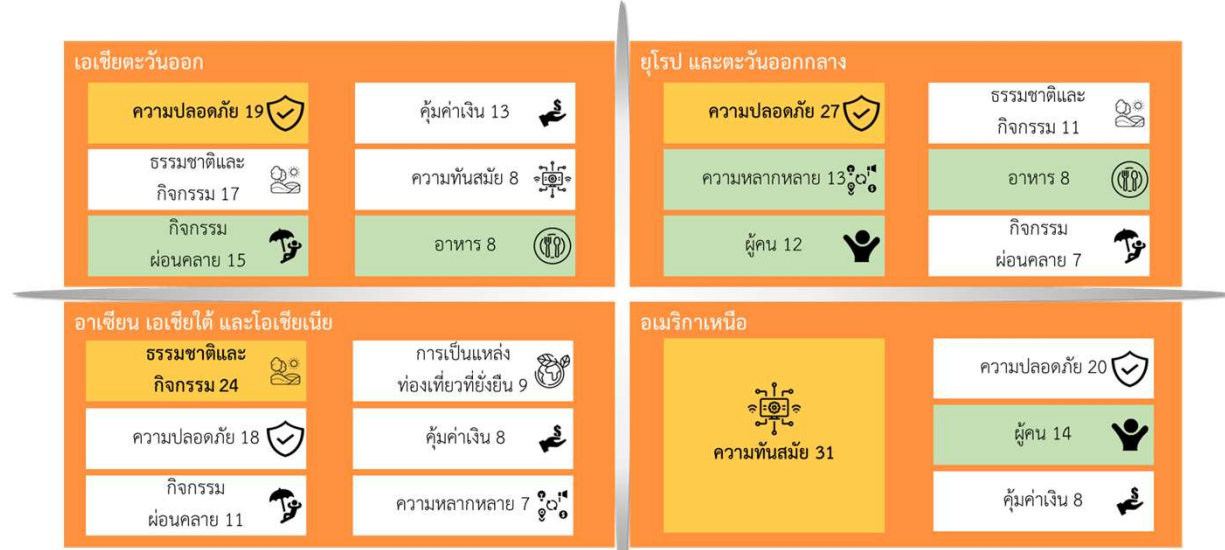 เอเชียตะวันออก
ความปลอดภัย 19
ธรรมชาติและ
กิจกรรม 17
กิจกรรม
ผ่อนคลาย 15
คุ้มค่าเงิน 13
ความทันสมัย 8
อาหาร 8
ยุโรป และตะวันออกกลาง
ความปลอดภัย 27
ความหลากหลาย 13
ผู้คน 12
ธรรมชาติและ
กิจกรรม 11
อาหาร 8
กิจกรรม
ผ่อนคลาย 7
อาเซียน เอเชียใต้ และโอเชียเนีย
ธรรมชาติและ
กิจกรรม 24
ความปลอดภัย 18
กิจกรรม
ผ่อนคลาย 11
การเป็นแหล่ง
ท่องเที่ยวที่ยั่งยืน 9
คุ้มค่าเงิน 8
ความหลากหลาย 7
อเมริกาเหนือ
ความทันสมัย 31
ความปลอดภัย 20
ผู้คน 14
คุ้มค่าเงิน 8